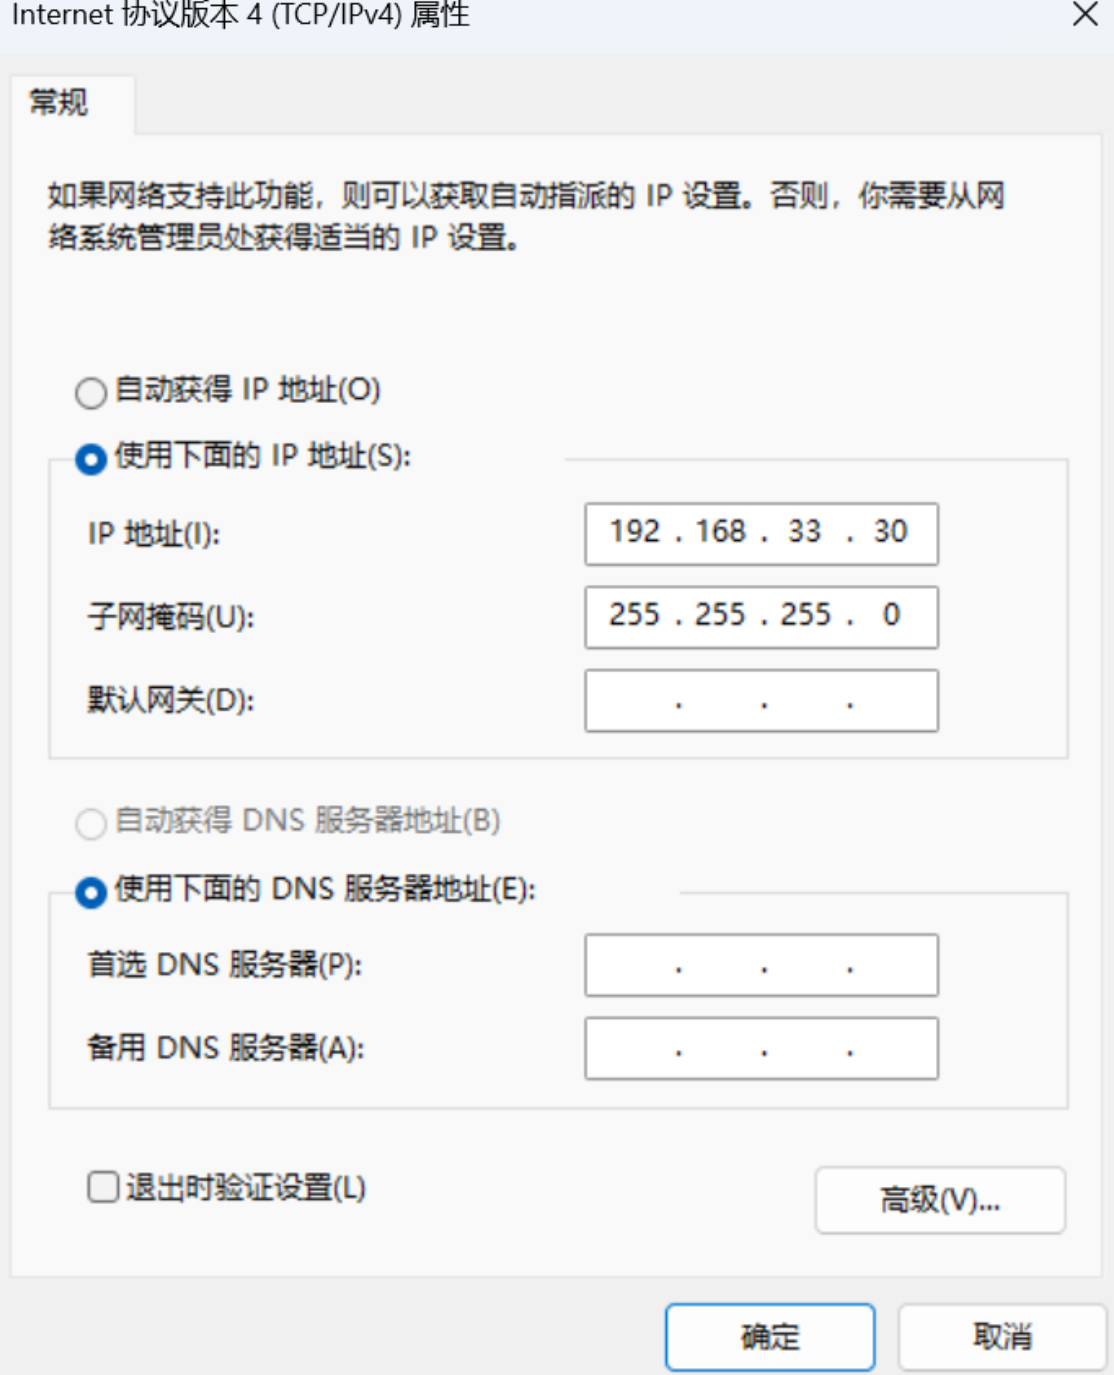 Internet 协议版本 4 (TCP/IPv4) 属性
常规
如果网络支持此功能，则可以获取自动指派的 IP 设置。否则，你需要从网
络系统管理员处获得适当的 IP 设置。
自动获得 IP 地址(O)
使用下面的 IP 地址(S):
IP 地址(I): 192 . 168 . 33 . 30
子网掩码(U): 255 . 255 . 255 . 0
默认网关(D): . . .
自动获得 DNS 服务器地址(B)
使用下面的 DNS 服务器地址(E):
首选 DNS 服务器(P): . . .
备用 DNS 服务器(A): . . .
退出时验证设置(L)
高级(V)...
确定 取消